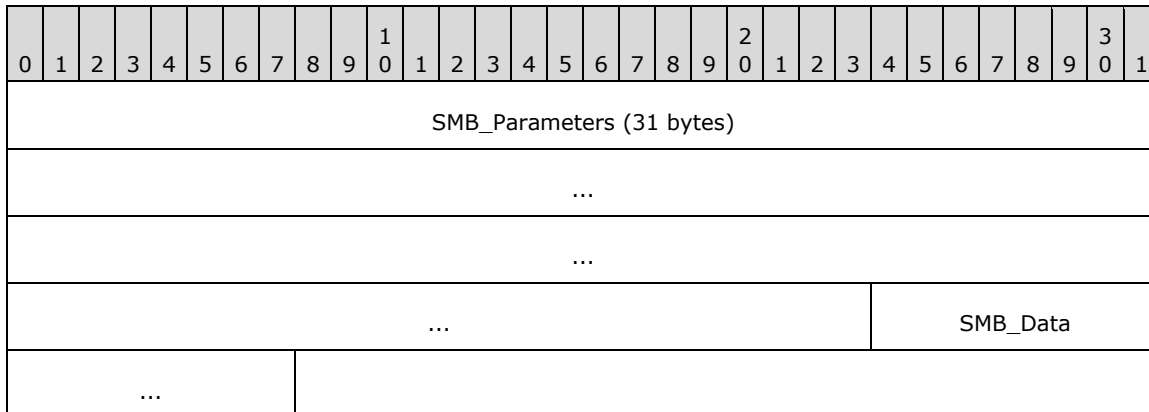 0 1 2 3 4 5 6 7 8 9 1 0 1 2 3 4 5 6 7 8 9 2 0 1 2 3 4 5 6 7 8 9 3 0 1
SMB_Parameters (31 bytes)
...
...
... SMB_Data
...